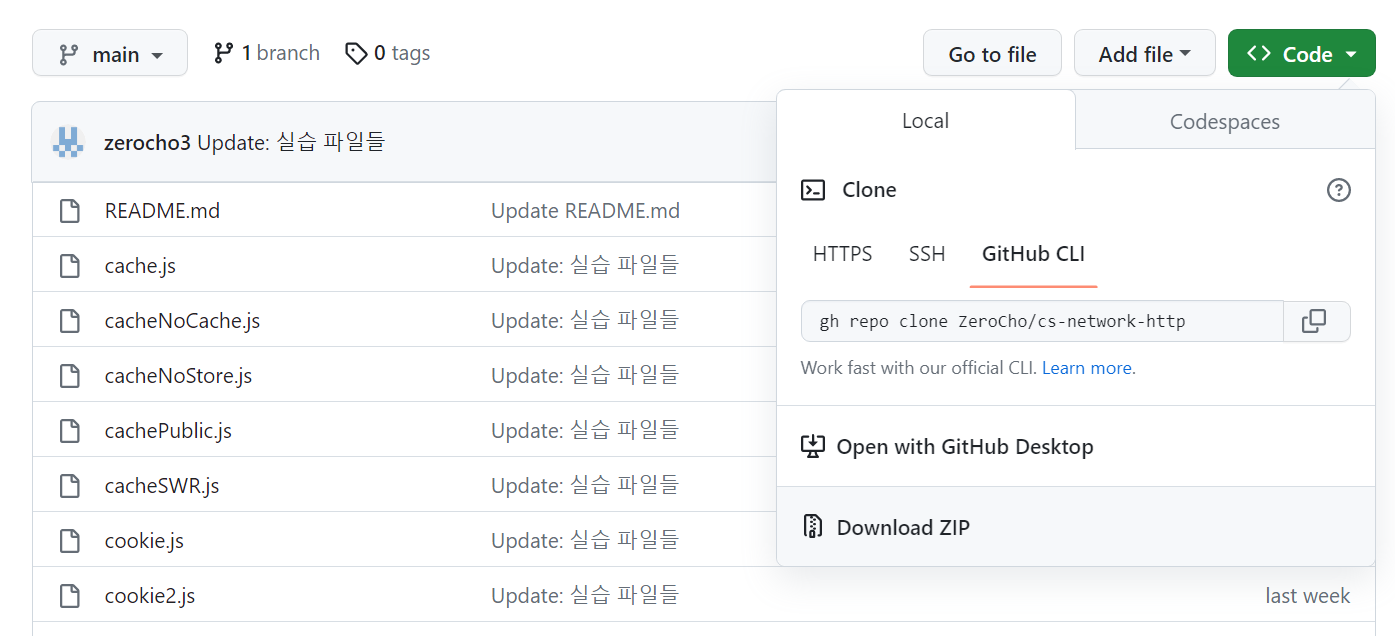 main
1 branch
0 tags
Go to file
Add file
Code
zerocho3 Update: 실습 파일들
Local
Codespaces
Clone
HTTPS
SSH
GitHub CLI
gh repo clone ZeroCho/cs-network-http
Work fast with our official CLI. Learn more.
Open with GitHub Desktop
Download ZIP
README.md
Update README.md
cache.js
Update: 실습 파일들
cacheNoCache.js
Update: 실습 파일들
cacheNoStore.js
Update: 실습 파일들
cachePublic.js
Update: 실습 파일들
cacheSWR.js
Update: 실습 파일들
cookie.js
Update: 실습 파일들
cookie2.js
Update: 실습 파일들
last week